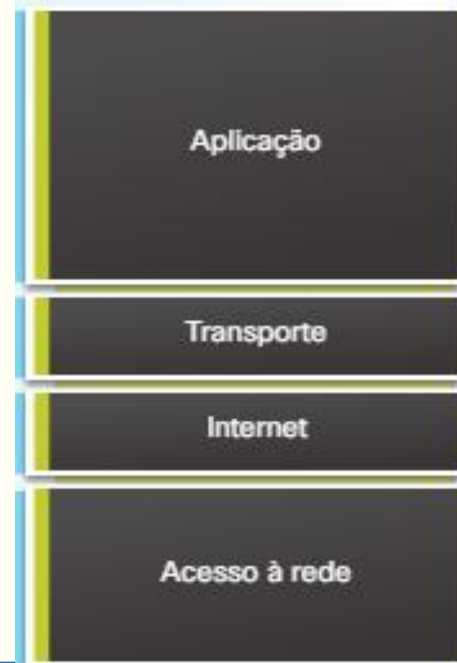 Aplicação
Transporte
Internet
Acesso à rede